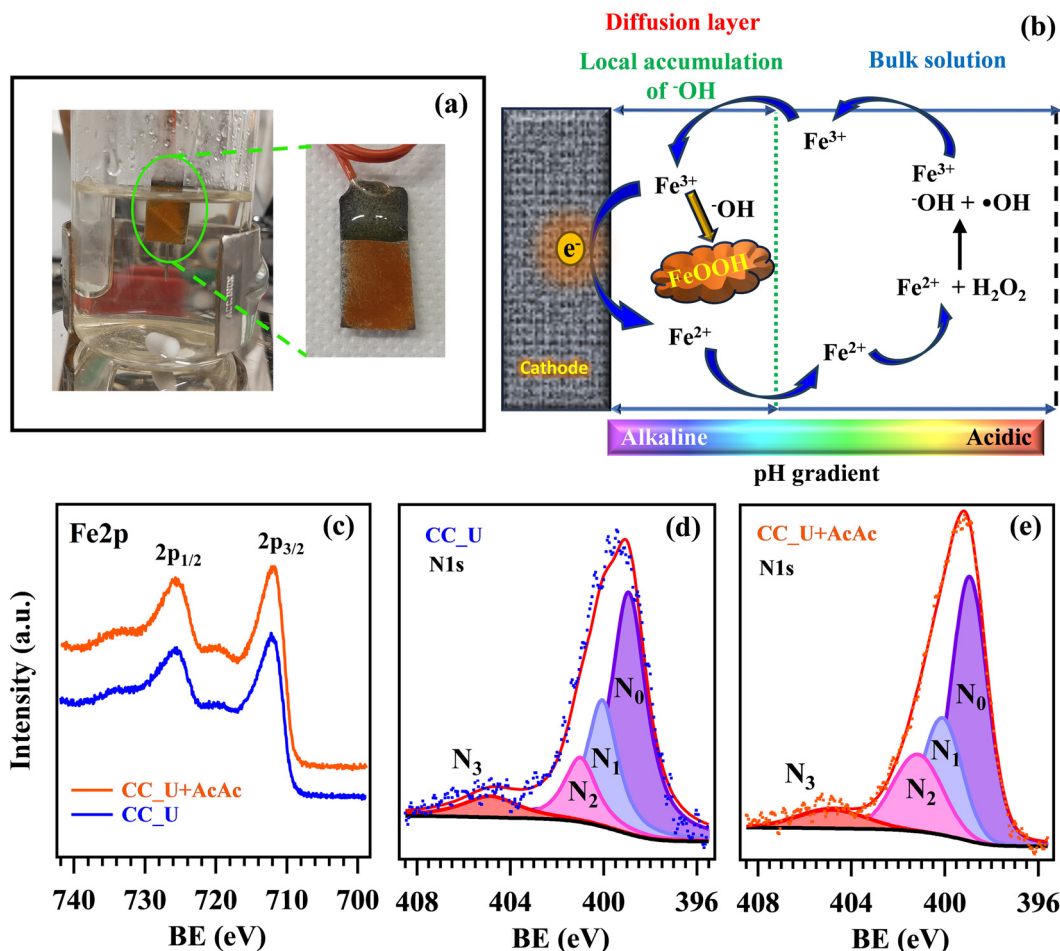 (a)
Diffusion layer
(b)
Local accumulation
of ⁻OH
Bulk solution
Fe³⁺
Fe³⁺
Fe³⁺
⁻OH
⁻OH + •OH
e⁻
FeOOH
Fe²⁺ + H₂O₂
Fe²⁺
Fe²⁺
Cathode
Alkaline
Acidic
pH gradient
(c)
Fe2p
2p₁/₂
2p₃/₂
Intensity (a.u.)
CC_U+AcAc
CC_U
740
730
720
710
700
BE (eV)
(d)
CC_U
N1s
N₀
N₁
N₂
N₃
408
404
400
396
BE (eV)
(e)
CC_U+AcAc
N1s
N₀
N₁
N₂
N₃
408
404
400
396
BE (eV)